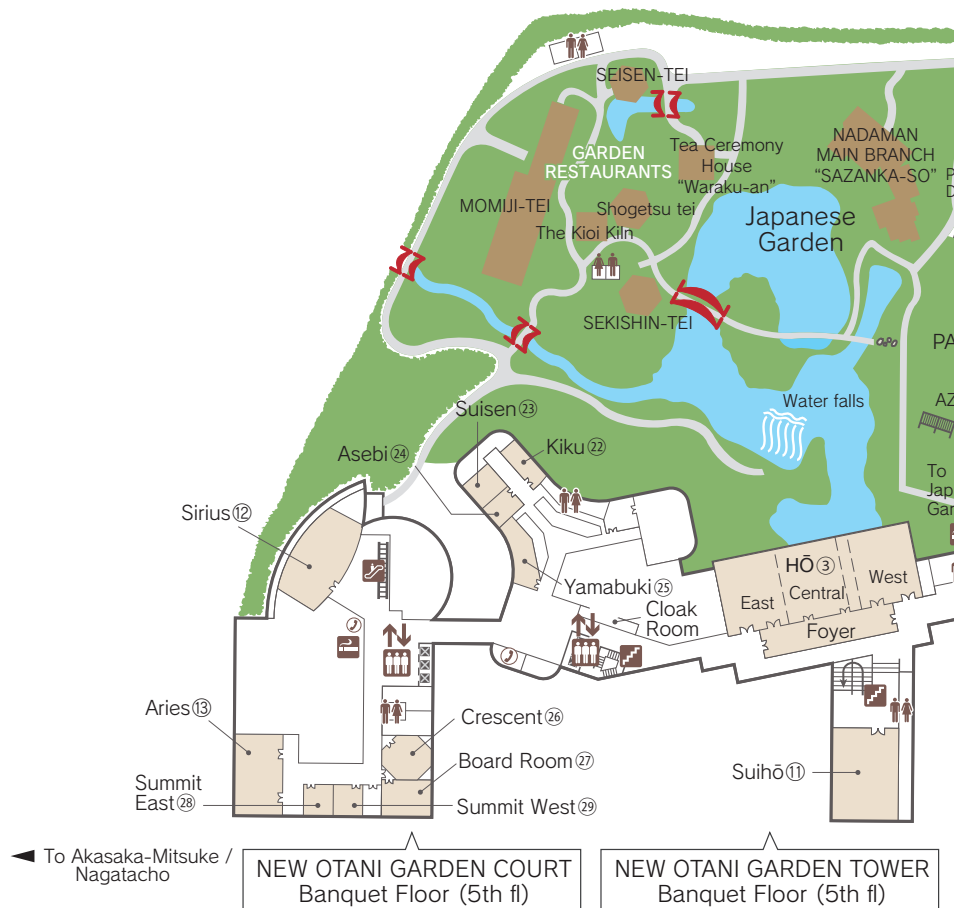 SEISEN-TEI
GARDEN
RESTAURANTS
Tea Ceremony
House
"Waraku-an"
NADAMAN
MAIN BRANCH
"SAZANKA-SO"
MOMIJI-TEI
Shogetsu tei
The Kioi Kiln
Japanese
Garden
SEKISHIN-TEI
Water falls
Suisen㉓
Asebi㉔
Kiku㉒
Sirius⑫
Yamabuki㉕
Cloak
Room
HŌ③
East
Central
West
Foyer
To
Aries⑬
Crescent㉖
Board Room㉗
Summit
East㉘
Summit West㉙
Suihō⑪
To Akasaka-Mitsuke /
Nagatacho
NEW OTANI GARDEN COURT
Banquet Floor (5th fl)
NEW OTANI GARDEN TOWER
Banquet Floor (5th fl)